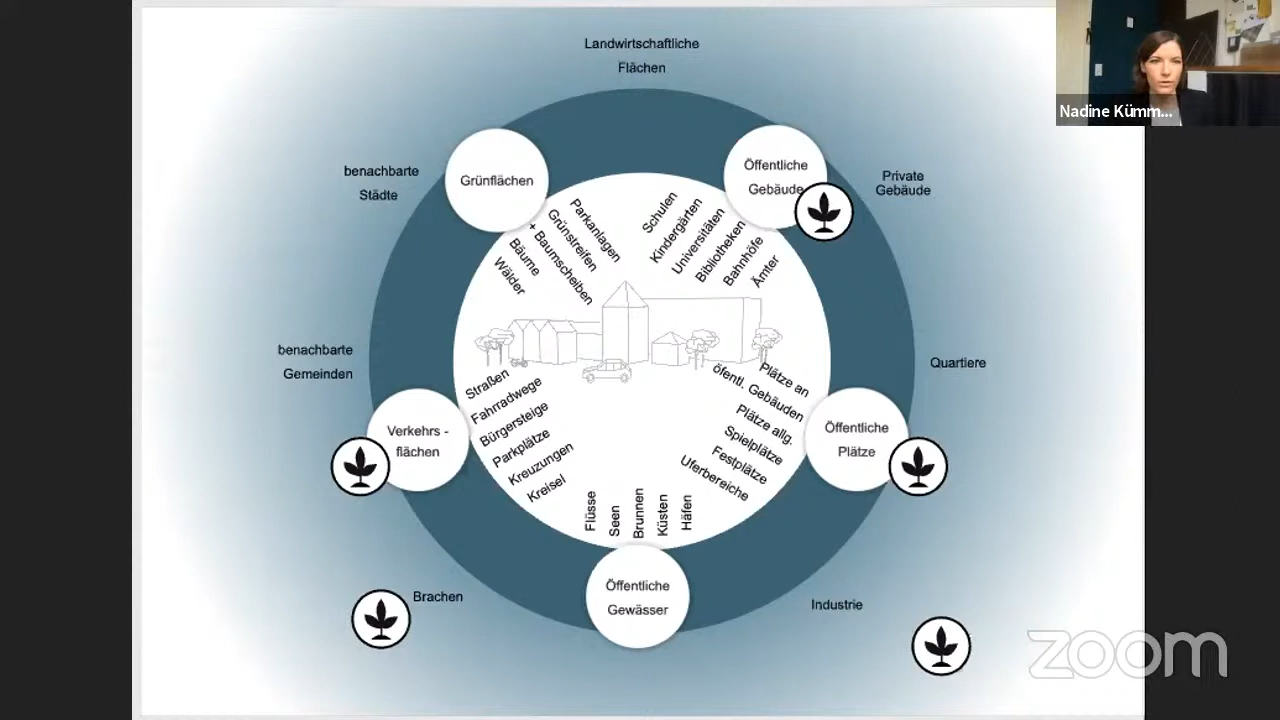 Landwirtschaftliche
Flächen
Nadine Kümm...
benachbarte
Städte
Grünflächen
Öffentliche
Gebäude
Private
Gebäude
Parkanlagen
Grünstreifen
+ Baumscheiben
Bäume
Wälder
Schulen
Kindergärten
Universitäten
Bibliotheken
Bahnhöfe
Ämter
benachbarte
Gemeinden
Quartiere
Straßen
Fahrradwege
Bürgersteige
Parkplätze
Kreuzungen
Kreisel
Plätze an
öfentl. Gebäuden
Plätze allg.
Spielplätze
Festplätze
Uferbereiche
Verkehrs -
flächen
Öffentliche
Plätze
Flüsse
Seen
Brunnen
Küsten
Häfen
Öffentliche
Gewässer
Brachen
Industrie
zoom